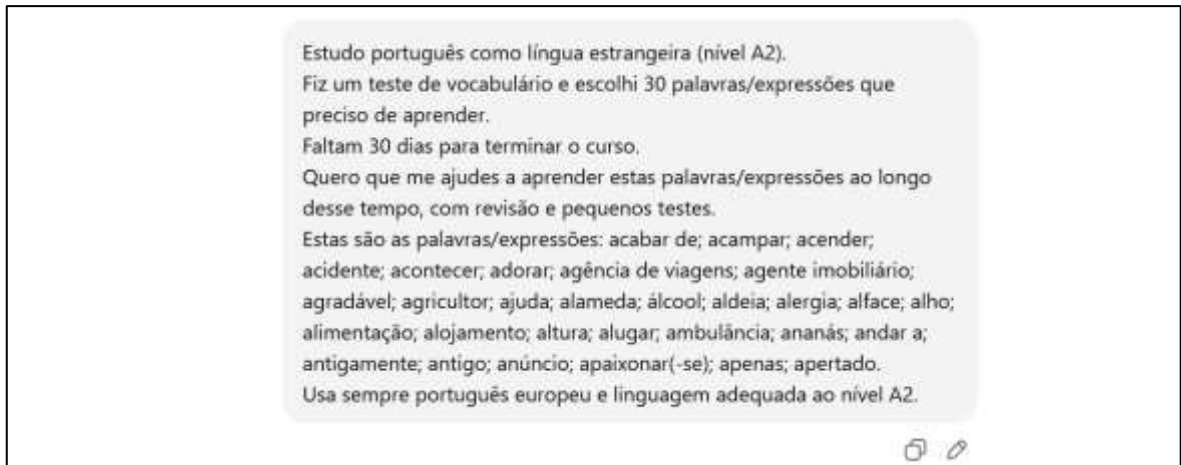 Estudo português como língua estrangeira (nível A2).
Fiz um teste de vocabulário e escolhi 30 palavras/expressões que
preciso de aprender.
Faltam 30 dias para terminar o curso.
Quero que me ajudes a aprender estas palavras/expressões ao longo
desse tempo, com revisão e pequenos testes.
Estas são as palavras/expressões: acabar de; acampar; acender;
acidente; acontecer; adorar; agência de viagens; agente imobiliário;
agradável; agricultor; ajuda; alameda; álcool; aldeia; alergia; alface; alho;
alimentação; alojamento; altura; alugar; ambulância; ananás; andar a;
antigamente; antigo; anúncio; apaixonar(-se); apenas; apertado.
Usa sempre português europeu e linguagem adequada ao nível A2.